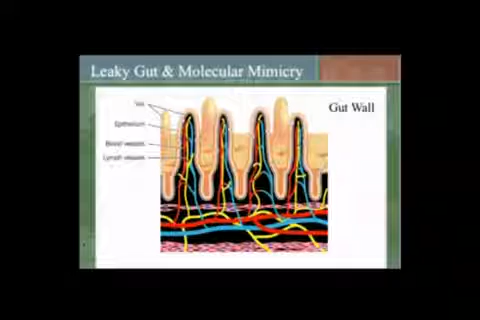 Leaky Gut & Molecular Mimicry
Gut Wall
Villi
Epithelium
Blood vessels
Lymph vessels